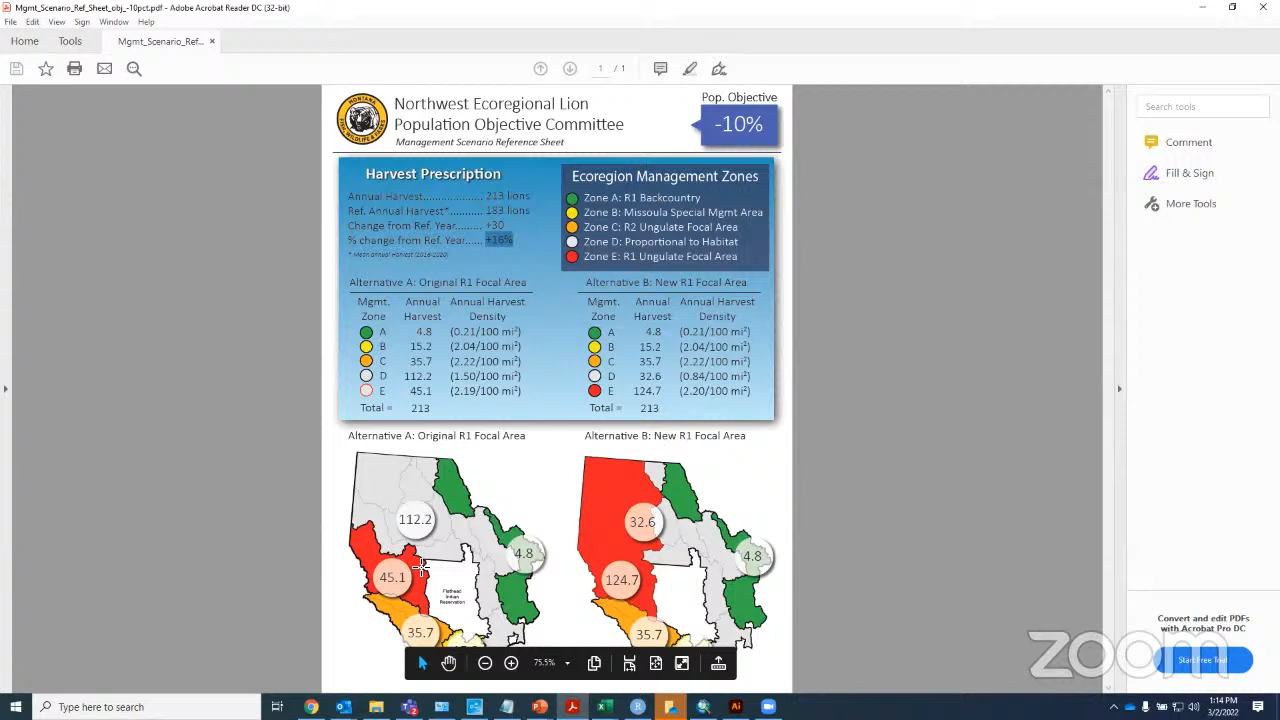 Mgmt_Scenario_Ref_Sheet_obj_-10pct.pdf - Adobe Acrobat Reader DC (32-bit)
File Edit View Sign Window Help
Home Tools Mgmt_Scenario_Ref... ×
1 / 1
Search tools
Comment
Fill & Sign
More Tools
Northwest Ecoregional Lion
Population Objective Committee
Management Scenario Reference Sheet
Pop. Objective
-10%
Harvest Prescription
Annual Harvest................... 213 lions
Ref. Annual Harvest*........... 183 lions
Change from Ref. Year......... +30
% change from Ref. Year...... +16%
* Mean annual Harvest (2016-2020)
Ecoregion Management Zones
Zone A: R1 Backcountry
Zone B: Missoula Special Mgmt Area
Zone C: R2 Ungulate Focal Area
Zone D: Proportional to Habitat
Zone E: R1 Ungulate Focal Area
Alternative A: Original R1 Focal Area
Mgmt. Annual Annual Harvest
Zone Harvest Density
A 4.8 (0.21/100 mi²)
B 15.2 (2.04/100 mi²)
C 35.7 (2.22/100 mi²)
D 112.2 (1.50/100 mi²)
E 45.1 (2.19/100 mi²)
Total = 213
Alternative B: New R1 Focal Area
Mgmt. Annual Annual Harvest
Zone Harvest Density
A 4.8 (0.21/100 mi²)
B 15.2 (2.04/100 mi²)
C 35.7 (2.22/100 mi²)
D 32.6 (0.84/100 mi²)
E 124.7 (2.20/100 mi²)
Total = 213
Alternative A: Original R1 Focal Area
112.2
4.8
45.1
Flathead
Indian
Reservation
35.7
Alternative B: New R1 Focal Area
32.6
4.8
124.7
35.7
75.5%
Convert and edit PDFs
with Acrobat Pro DC
Start Free Trial
zoom
Type here to search
1:14 PM
3/2/2022